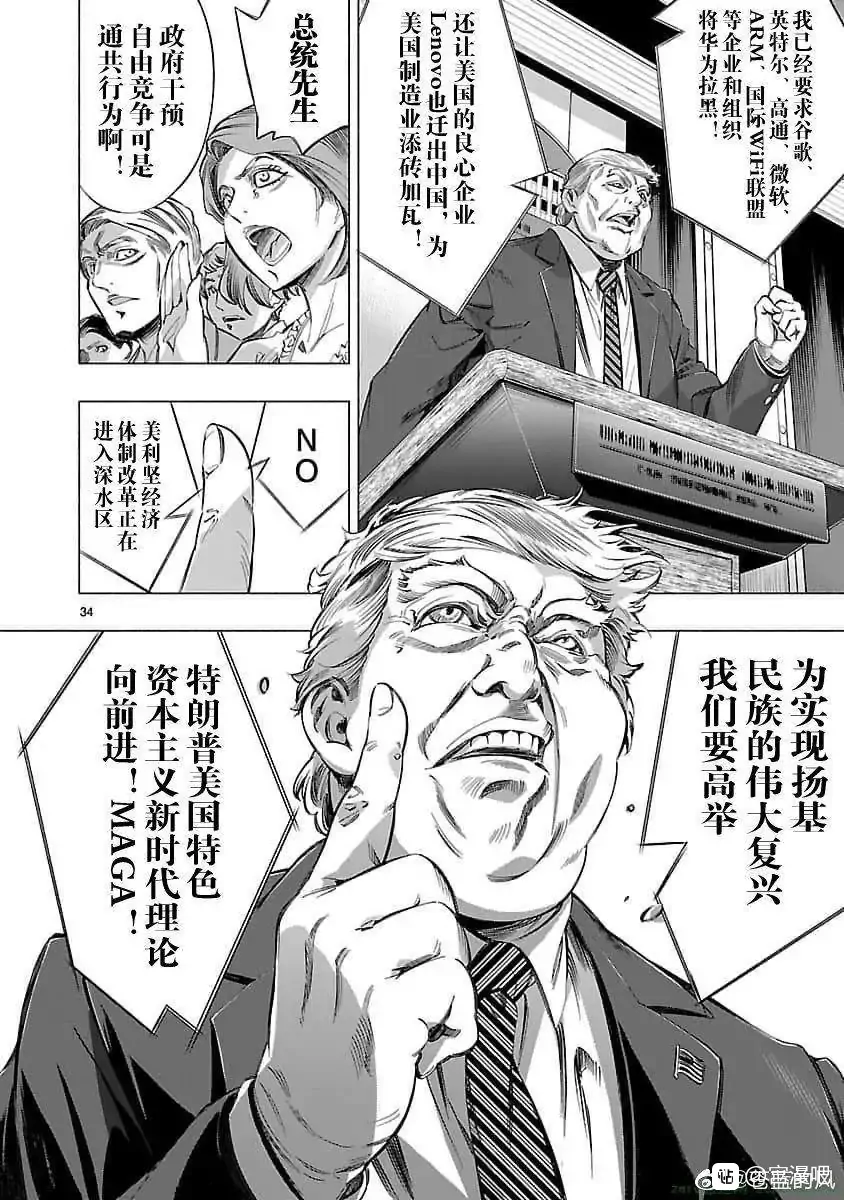 我已经要求谷歌、
英特尔、高通、微软、
ARM、国际WiFi联盟
等企业和组织
将华为拉黑！
还让美国的良心企业
Lenovo也迁出中国，为
美国制造业添砖加瓦！
总统先生
政府干预
自由竞争可是
通共行为啊！
NO
美利坚经济
体制改革正在
进入深水区
34
为实现扬基
民族的伟大复兴
我们要高举
特朗普美国特色
资本主义新时代理论
向前进！MAGA！